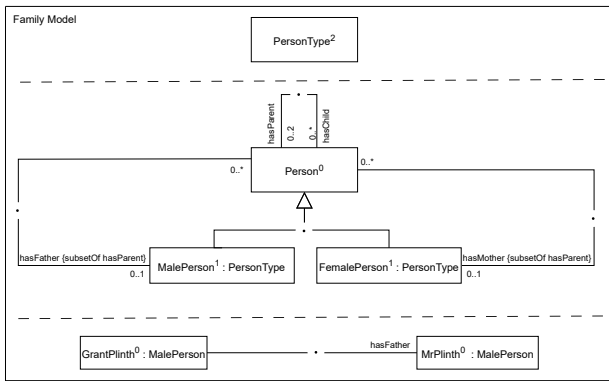 Family Model
PersonType²
hasParent
0..2
0..*
hasChild
0..*
Person⁰
0..*
hasFather {subsetOf hasParent}
0..1
MalePerson¹ : PersonType
FemalePerson¹ : PersonType
hasMother {subsetOf hasParent}
0..1
GrantPlinth⁰ : MalePerson
hasFather
MrPlinth⁰ : MalePerson